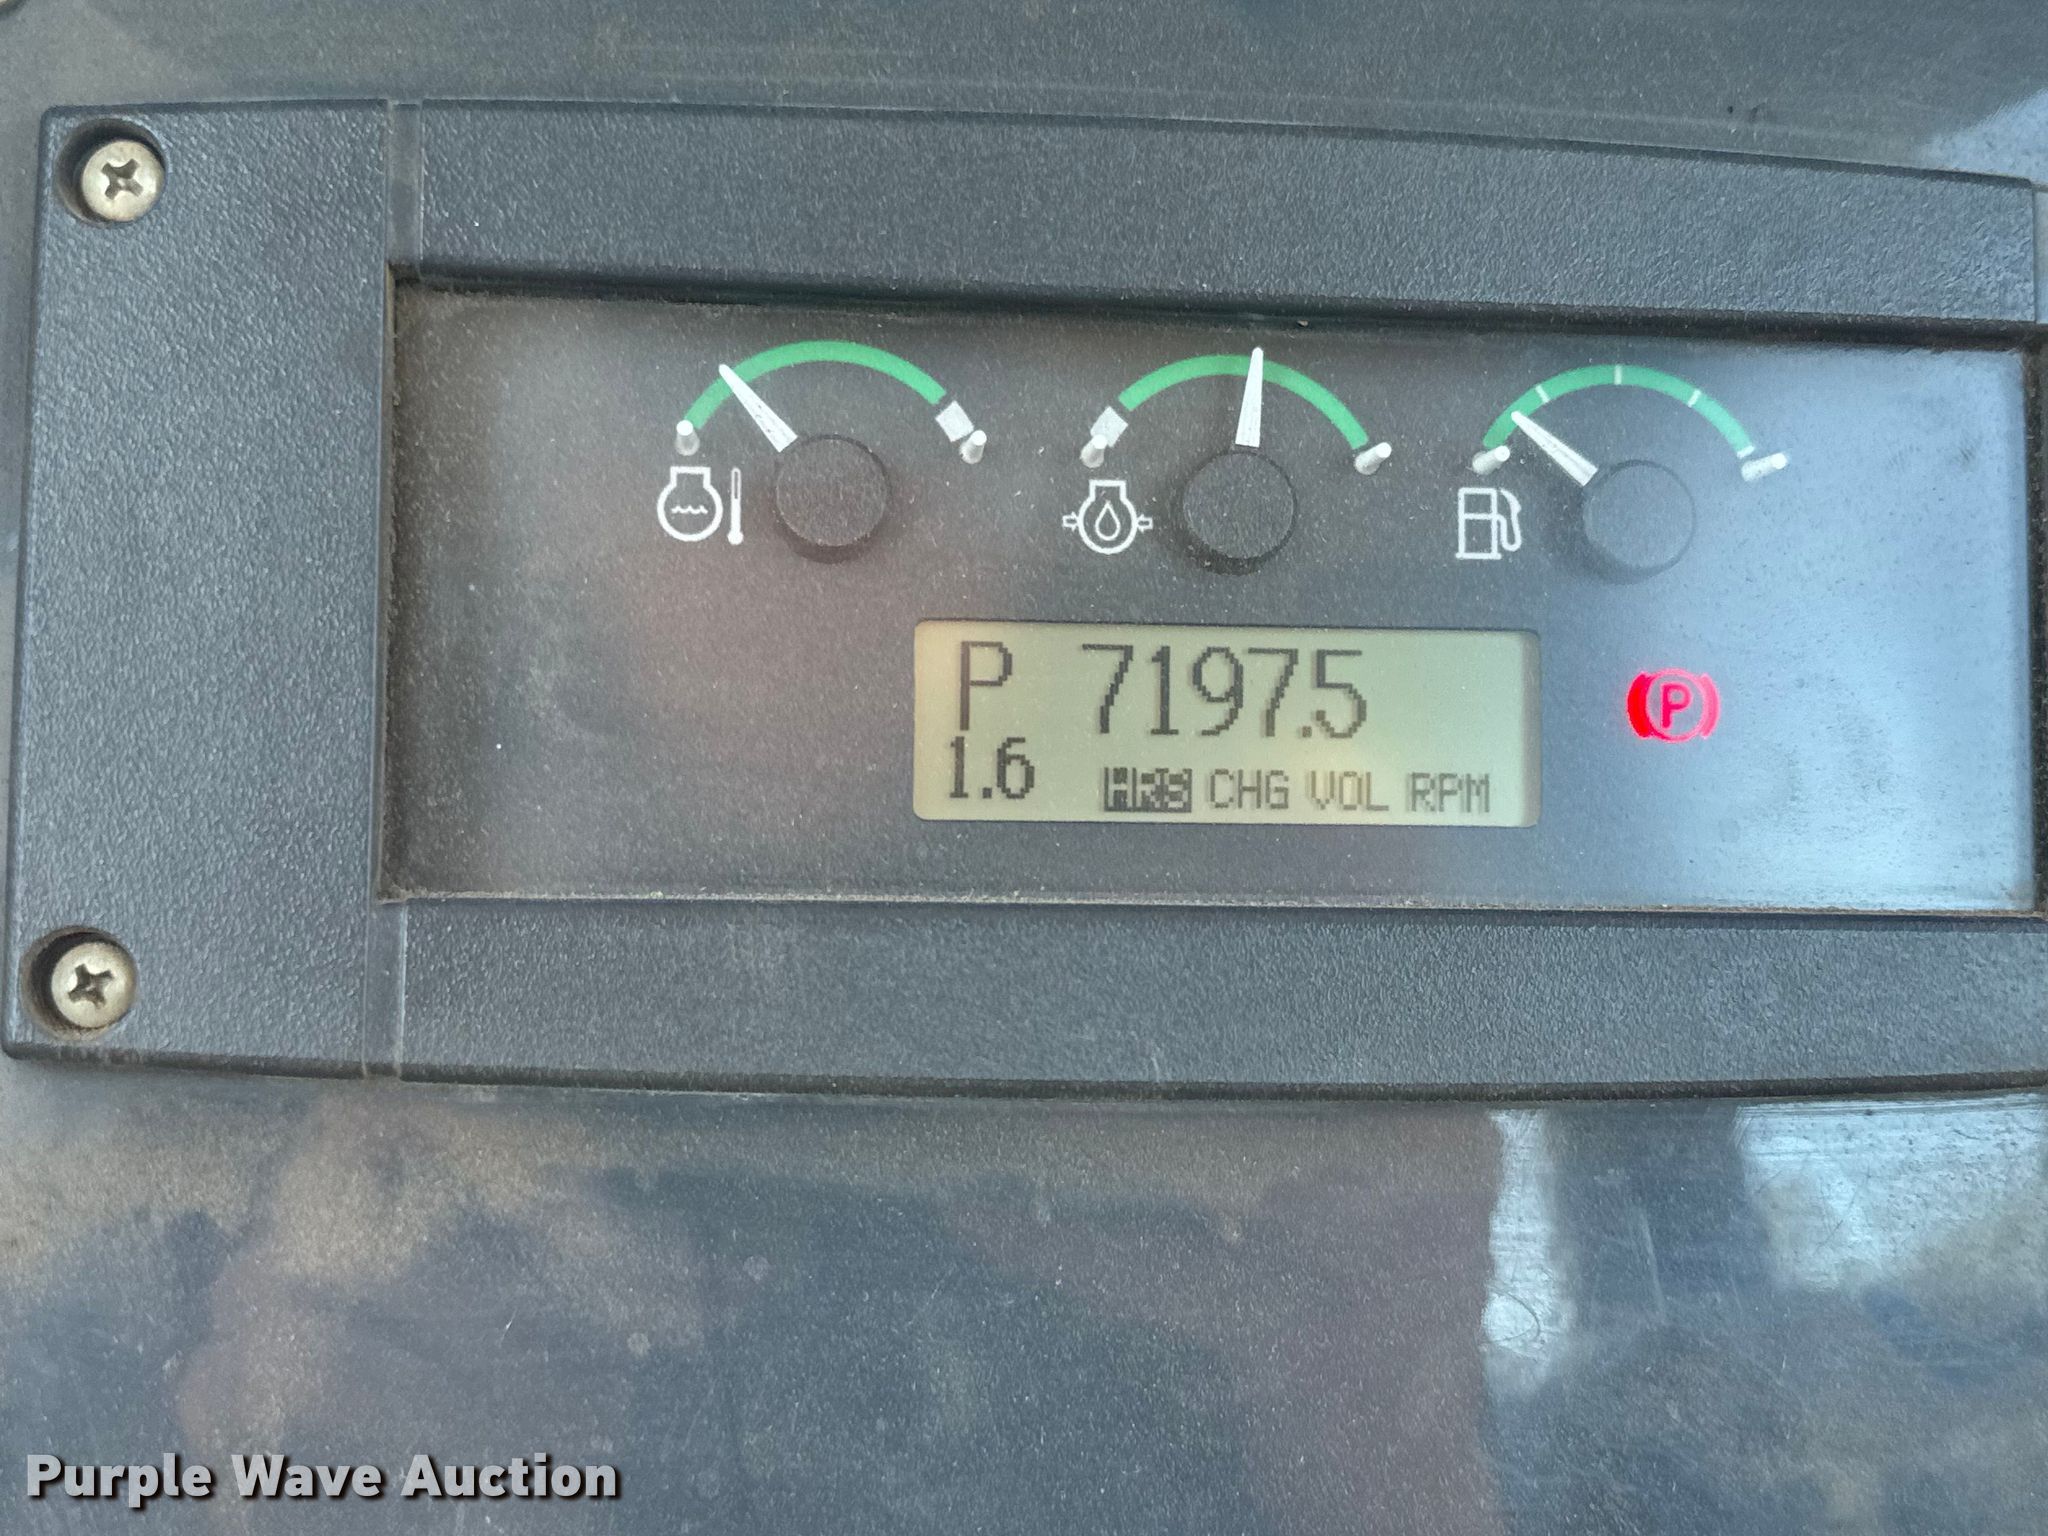 P 7197.5
1.6 HRS CHG VOL RPM
P
Purple Wave Auction